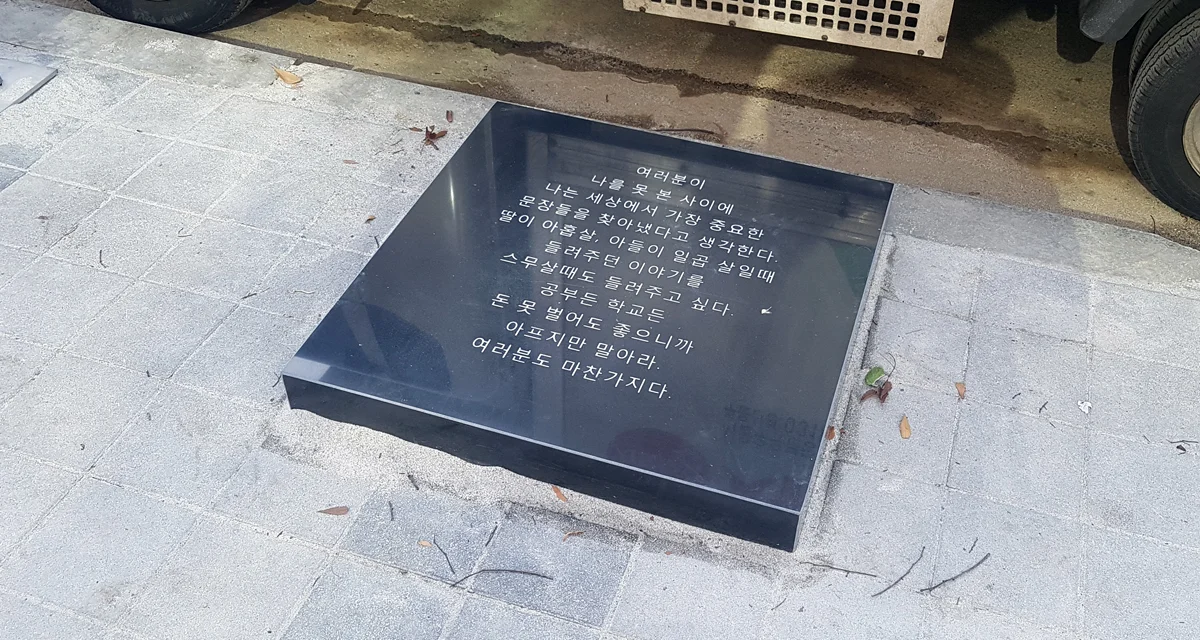 여러분이
나를 못 본 사이에
나는 세상에서 가장 중요한
문장들을 찾아냈다고 생각한다.
딸이 아홉살, 아들이 일곱 살일때
들려주던 이야기를
스무살때도 들려주고 싶다.
공부든 학교든
돈 못 벌어도 좋으니까
아프지만 말아라.
여러분도 마찬가지다.